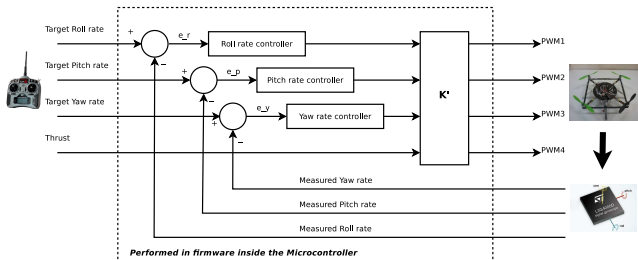 Target Roll rate
+
−
e_r
Roll rate controller
PWM1
Target Pitch rate
+
−
e_p
Pitch rate controller
PWM2
K'
Target Yaw rate
+
−
e_y
Yaw rate controller
PWM3
Thrust
PWM4
Measured Yaw rate
Measured Pitch rate
Measured Roll rate
Performed in firmware inside the Microcontroller